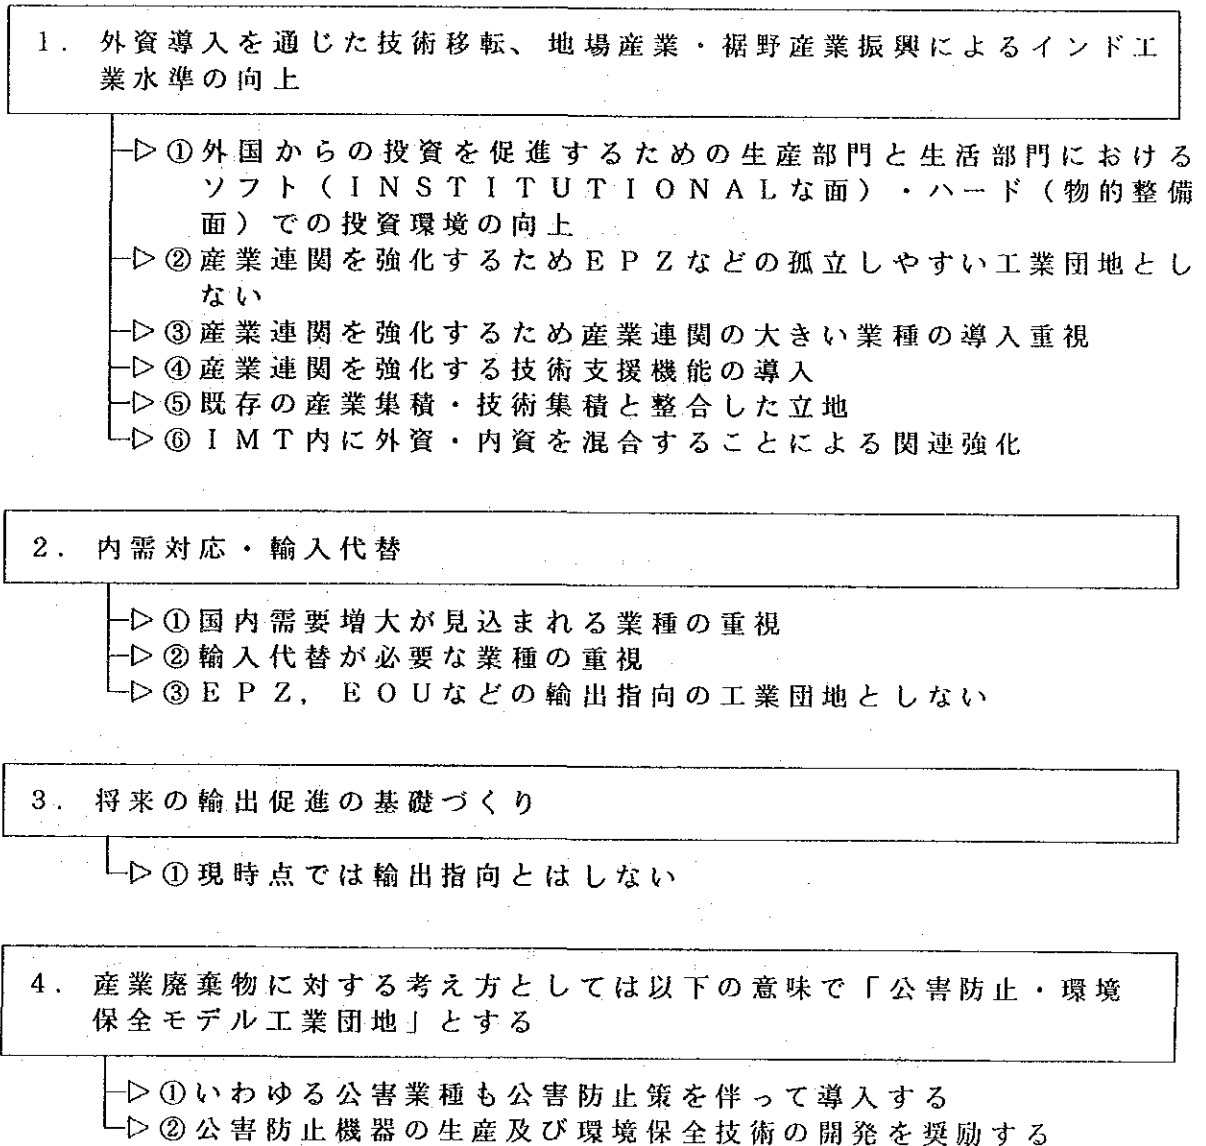 1. 外資導入を通じた技術移転、地場産業・裾野産業振興によるインド工
業水準の向上
①外国からの投資を促進するための生産部門と生活部門における
ソフト（INSTITUTIONALな面）・ハード（物的整備
面）での投資環境の向上
②産業連関を強化するためEPZなどの孤立しやすい工業団地とし
ない
③産業連関を強化するため産業連関の大きい業種の導入重視
④産業連関を強化する技術支援機能の導入
⑤既存の産業集積・技術集積と整合した立地
⑥IMT内に外資・内資を混合することによる関連強化
2. 内需対応・輸入代替
①国内需要増大が見込まれる業種の重視
②輸入代替が必要な業種の重視
③EPZ, EOUなどの輸出指向の工業団地としない
3. 将来の輸出促進の基礎づくり
①現時点では輸出指向とはしない
4. 産業廃棄物に対する考え方としては以下の意味で「公害防止・環境
保全モデル工業団地」とする
①いわゆる公害業種も公害防止策を伴って導入する
②公害防止機器の生産及び環境保全技術の開発を奨励する